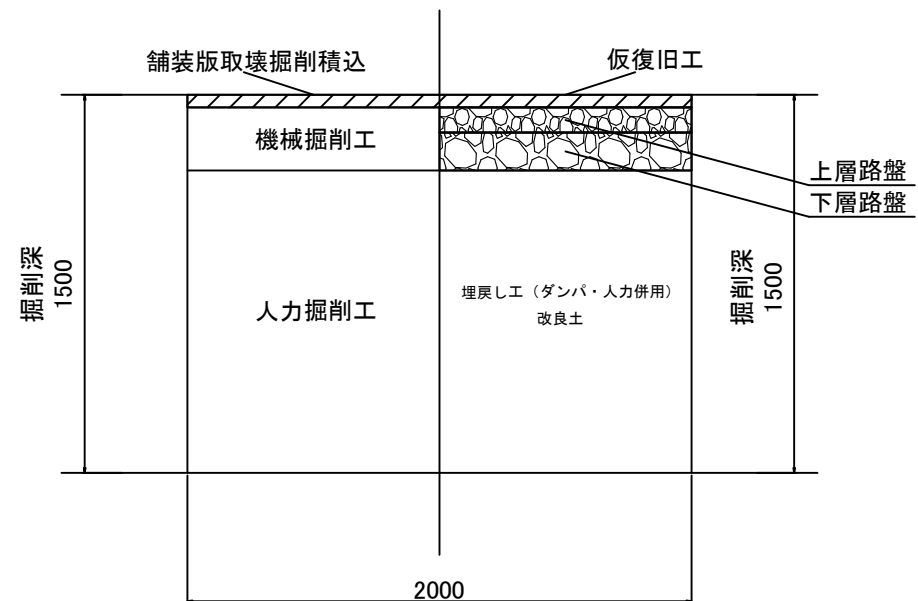 舗装版取壊掘削積込
仮復旧工
機械掘削工
上層路盤
下層路盤
掘削深
1500
人力掘削工
埋戻し工（ダンパ・人力併用）
改良土
掘削深
1500
2000